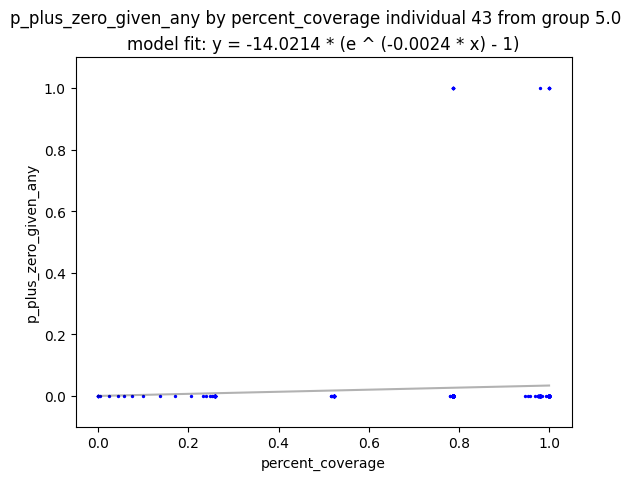 p_plus_zero_given_any by percent_coverage individual 43 from group 5.0
model fit: y = -14.0214 * (e ^ (-0.0024 * x) - 1)
1.0
0.8
0.6
0.4
0.2
0.0
p_plus_zero_given_any
0.0 0.2 0.4 0.6 0.8 1.0
percent_coverage